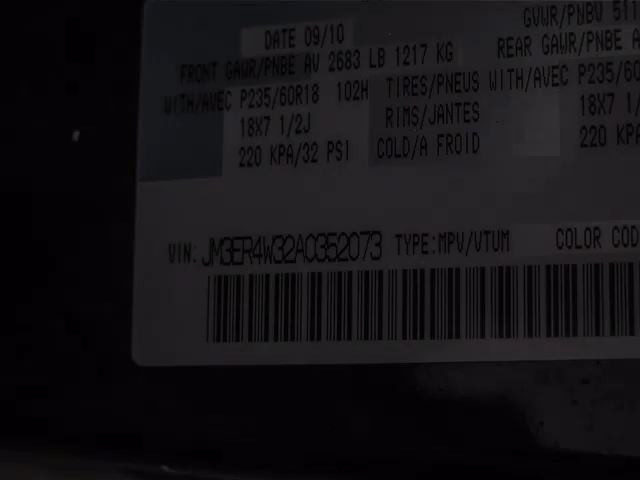 DATE 09/10
GVWR/PNBV 511
FRONT GAWR/PNBE AV 2683 LB 1217 KG
REAR GAWR/PNBE A
WITH/AVEC P235/60R18 102H TIRES/PNEUS WITH/AVEC P235/60
18X7 1/2J RIMS/JANTES 18X7 1/
220 KPA/32 PSI COLD/A FROID 220 KPA
VIN: JM3ER4W32A0352073 TYPE:MPV/VTUM COLOR COD